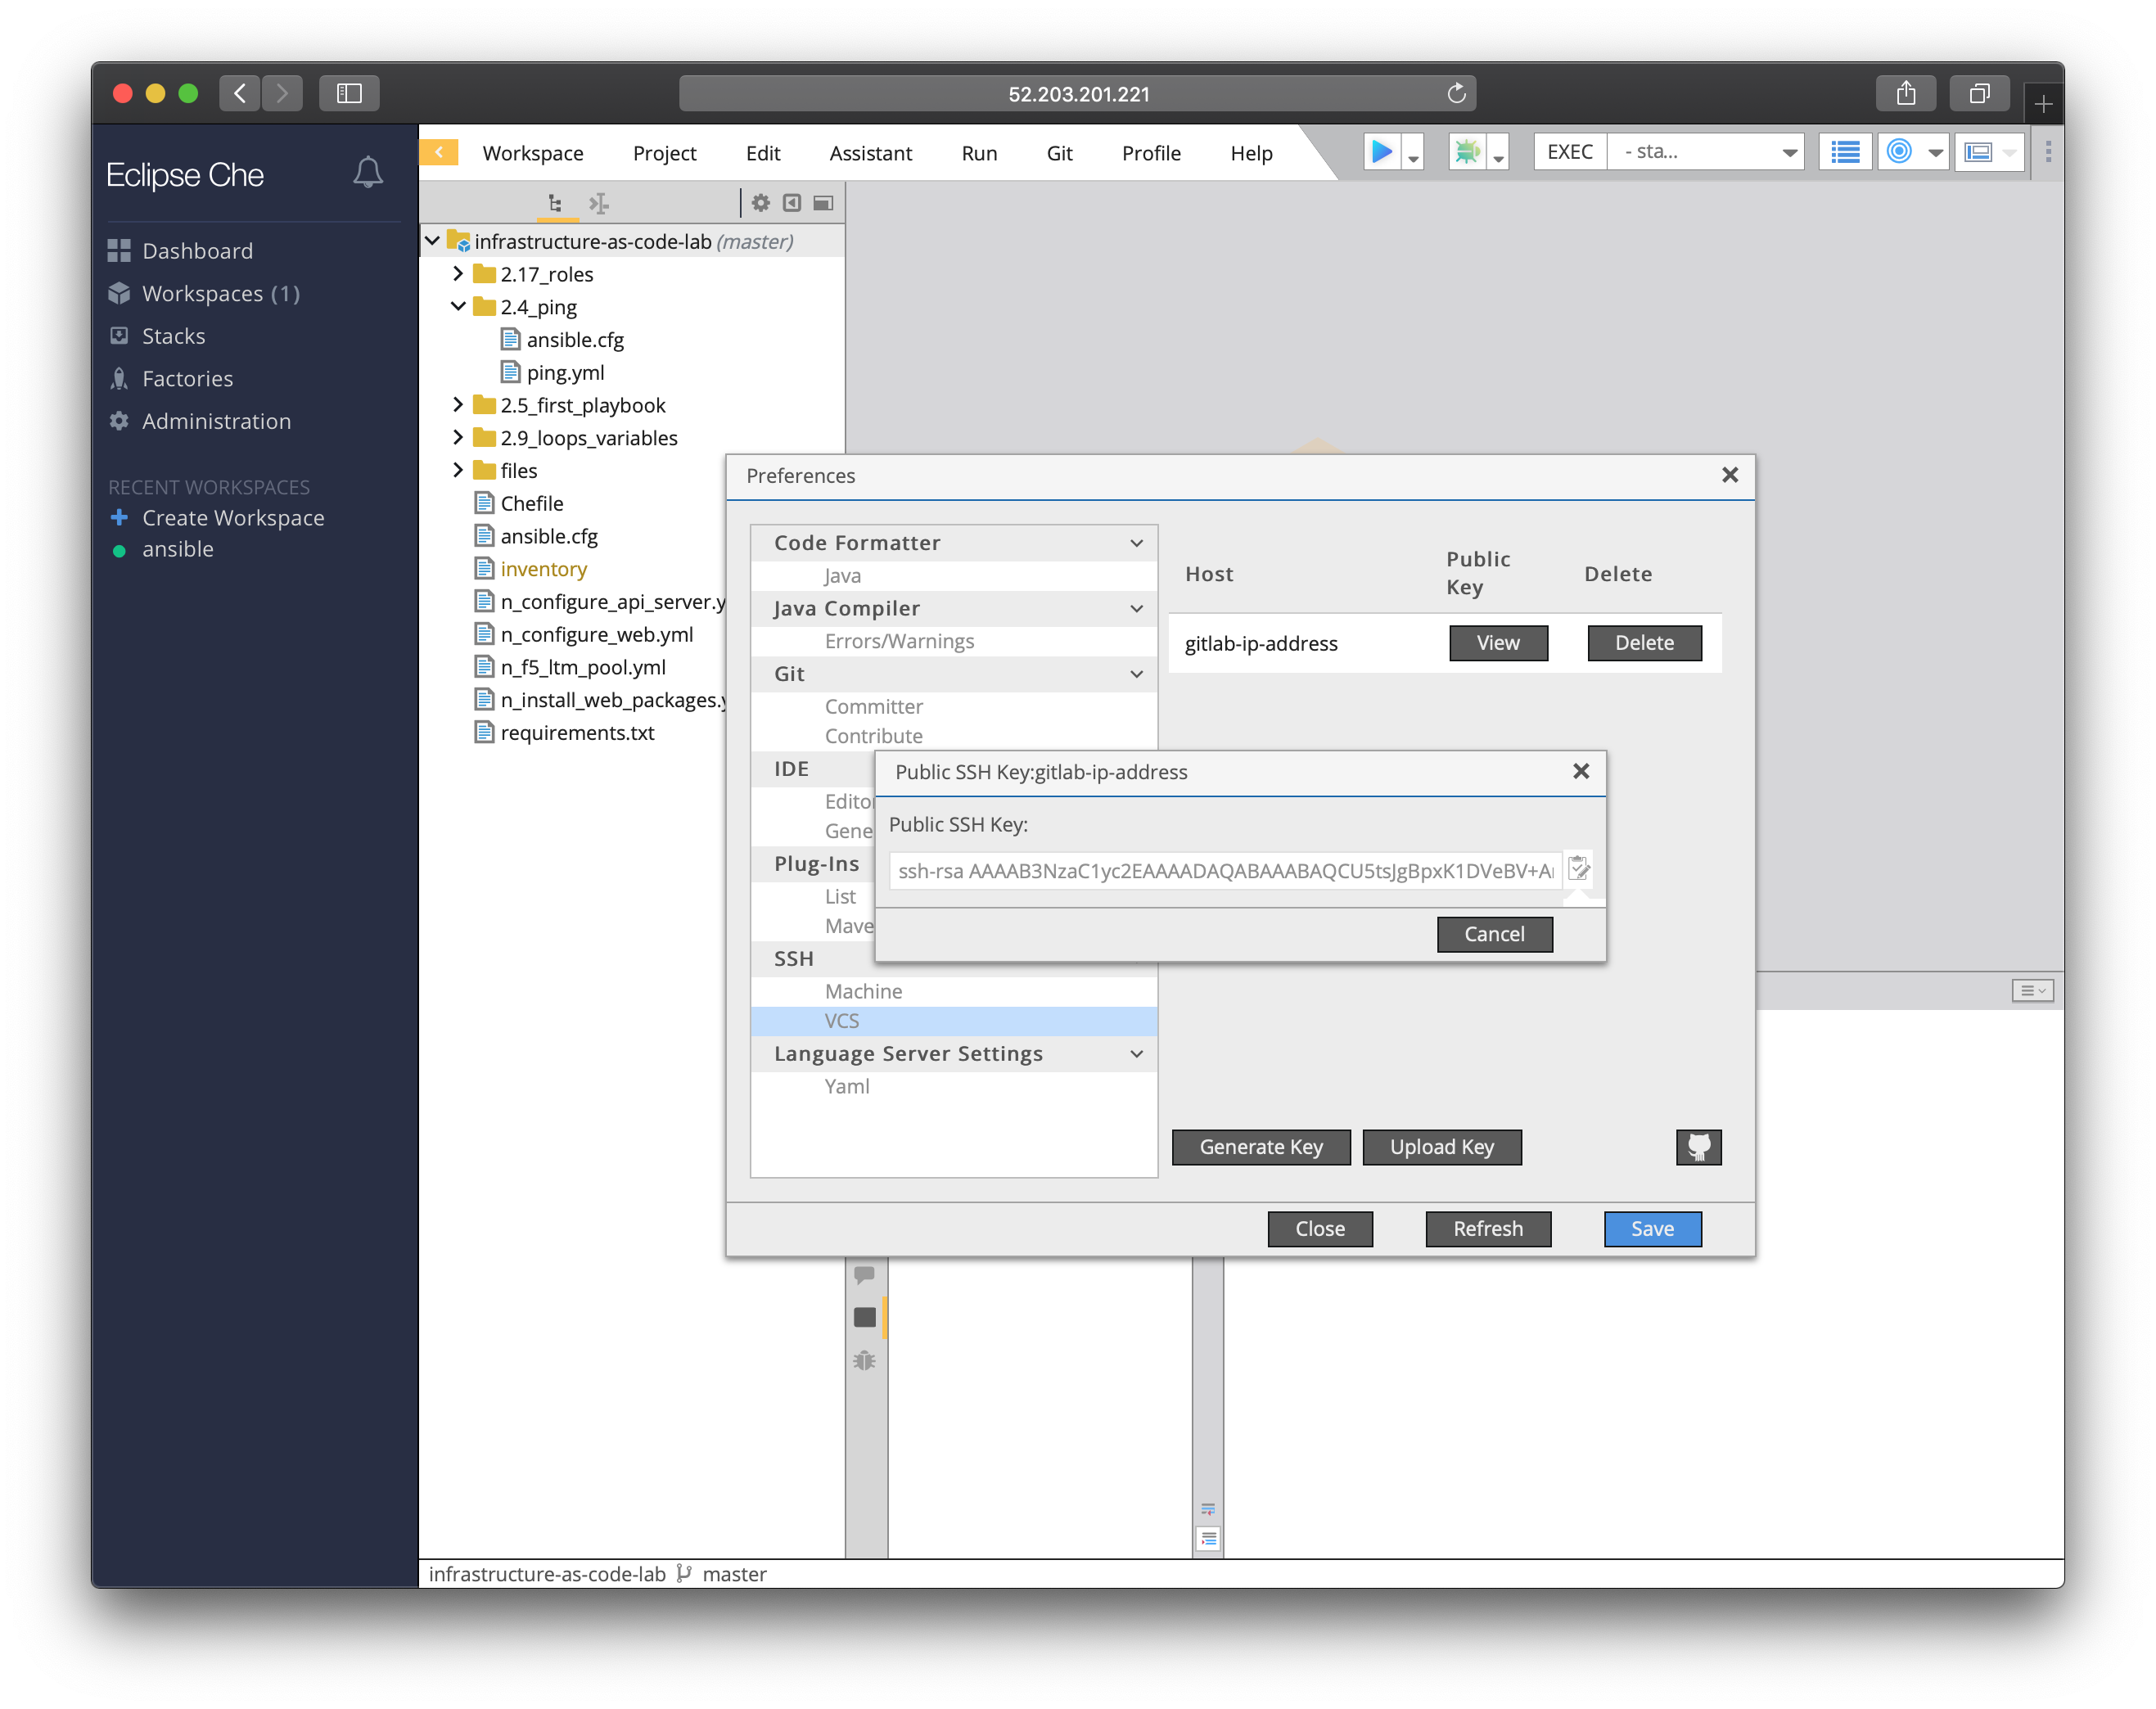 52.203.201.221
Eclipse Che
Dashboard
Workspaces (1)
Stacks
Factories
Administration
RECENT WORKSPACES
Create Workspace
ansible
Workspace Project Edit Assistant Run Git Profile Help
EXEC - sta...
infrastructure-as-code-lab (master)
2.17_roles
2.4_ping
ansible.cfg
ping.yml
2.5_first_playbook
2.9_loops_variables
files
Chefile
ansible.cfg
inventory
n_configure_api_server.y
n_configure_web.yml
n_f5_ltm_pool.yml
n_install_web_packages.y
requirements.txt
Preferences
Code Formatter
Java
Java Compiler
Errors/Warnings
Git
Committer
Contribute
IDE
Editor
Gene
Plug-Ins
List
Mave
SSH
Machine
VCS
Language Server Settings
Yaml
Host Public Key Delete
gitlab-ip-address View Delete
Public SSH Key:gitlab-ip-address
Public SSH Key:
ssh-rsa AAAAB3NzaC1yc2EAAAADAQABAAABAQCU5tsJgBpxK1DVeBV+A
Cancel
Generate Key Upload Key
Close Refresh Save
infrastructure-as-code-lab master